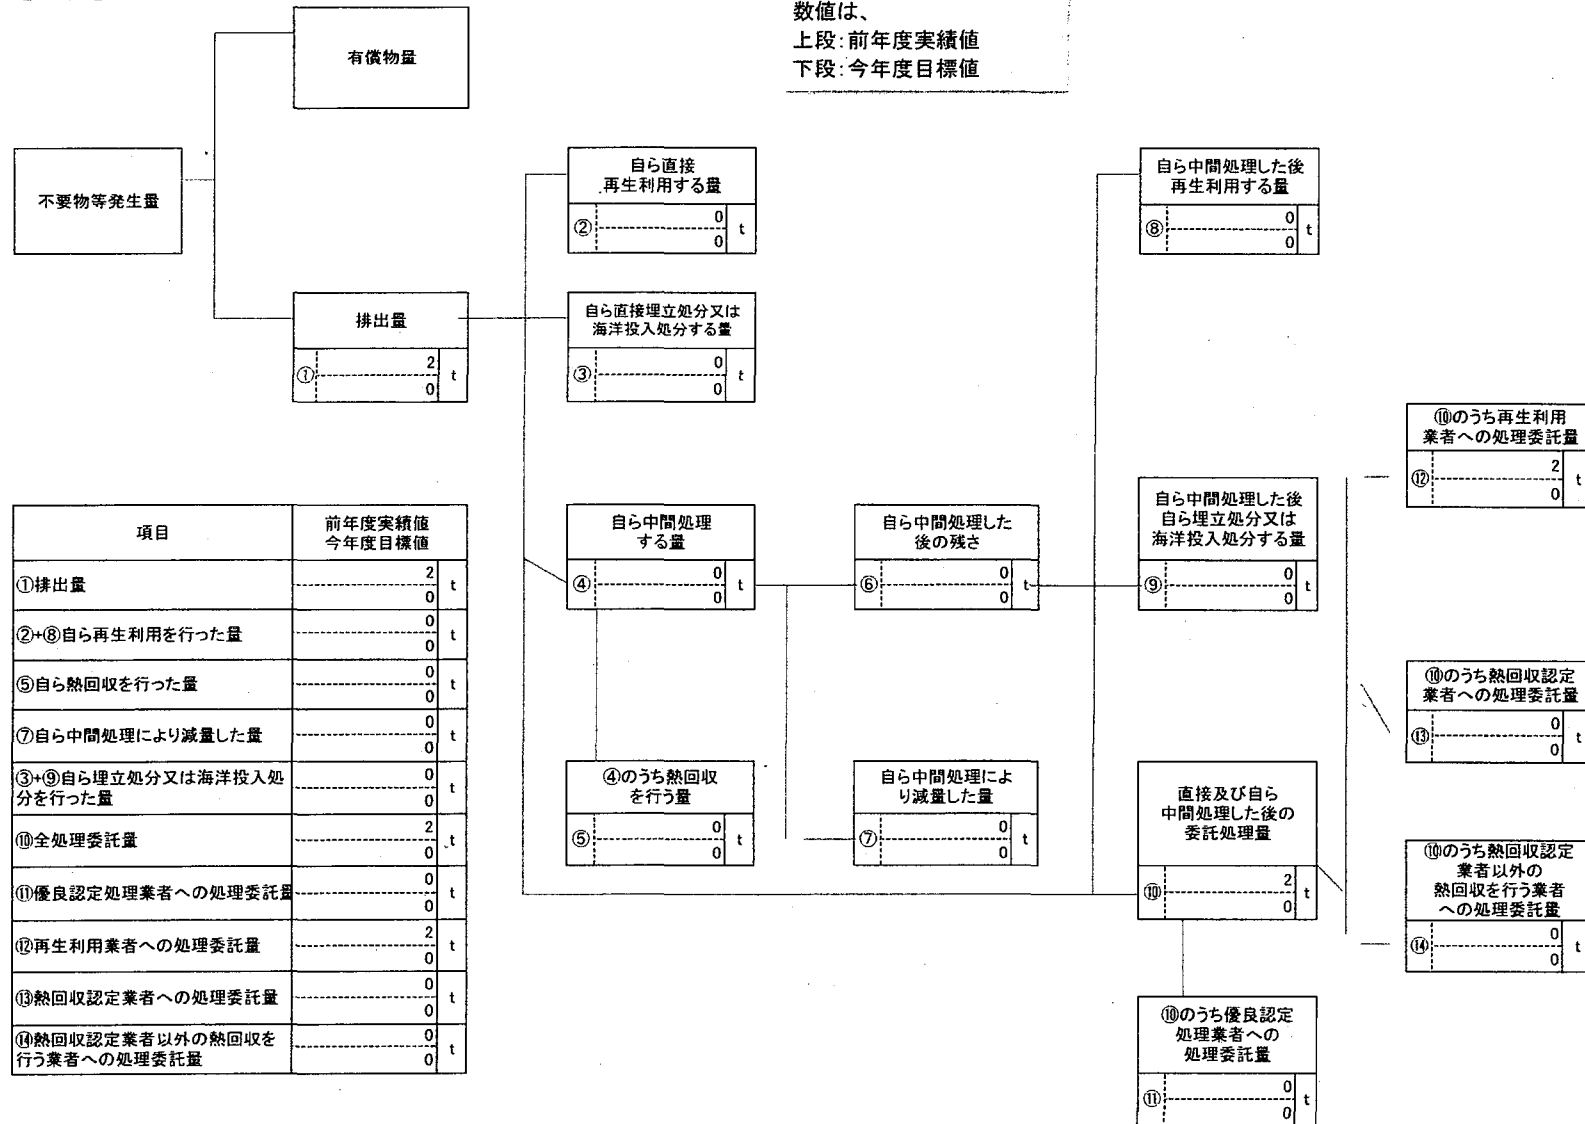 数値は、
上段:前年度実績値
下段:今年度目標値
有償物量
不要物等発生量
排出量
① 2 t
0
自ら直接
再生利用する量
② 0 t
0
自ら直接埋立処分又は
海洋投入処分する量
③ 0 t
0
自ら中間処理した後
再生利用する量
⑧ 0 t
0
自ら中間処理
する量
④ 0 t
0
自ら中間処理した
後の残さ
⑥ 0 t
0
自ら中間処理した後
自ら埋立処分又は
海洋投入処分する量
⑨ 0 t
0
④のうち熱回収
を行う量
⑤ 0 t
0
自ら中間処理によ
り減量した量
⑦ 0 t
0
直接及び自ら
中間処理した後の
委託処理量
⑩ 2 t
0
⑩のうち優良認定
処理業者への
処理委託量
⑪ 0 t
0
⑩のうち再生利用
業者への処理委託量
⑫ 2 t
0
⑩のうち熱回収認定
業者への処理委託量
⑬ 0 t
0
⑩のうち熱回収認定
業者以外の
熱回収を行う業者
への処理委託量
⑭ 0 t
0
項目 前年度実績値
今年度目標値
①排出量 2 t
0
②+⑧自ら再生利用を行った量 0 t
0
⑤自ら熱回収を行った量 0 t
0
⑦自ら中間処理により減量した量 0 t
0
③+⑨自ら埋立処分又は海洋投入処 0 t
分を行った量 0
⑩全処理委託量 2 t
0
⑪優良認定処理業者への処理委託量 0 t
0
⑫再生利用業者への処理委託量 2 t
0
⑬熱回収認定業者への処理委託量 0 t
0
⑭熱回収認定業者以外の熱回収を 0 t
行う業者への処理委託量 0